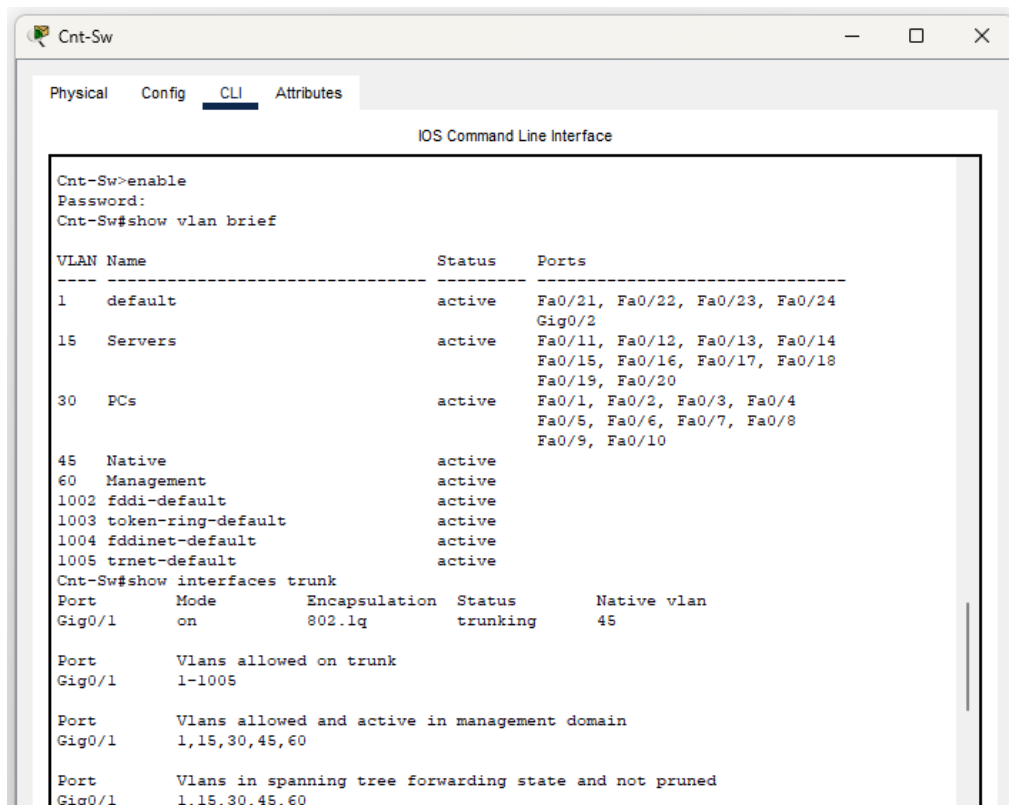 Cnt-Sw
Physical Config CLI Attributes
IOS Command Line Interface
Cnt-Sw>enable
Password:
Cnt-Sw#show vlan brief
VLAN Name                             Status    Ports
---- -------------------------------- --------- -------------------------------
1    default                          active    Fa0/21, Fa0/22, Fa0/23, Fa0/24
                                                Gig0/2
15   Servers                          active    Fa0/11, Fa0/12, Fa0/13, Fa0/14
                                                Fa0/15, Fa0/16, Fa0/17, Fa0/18
                                                Fa0/19, Fa0/20
30   PCs                              active    Fa0/1, Fa0/2, Fa0/3, Fa0/4
                                                Fa0/5, Fa0/6, Fa0/7, Fa0/8
                                                Fa0/9, Fa0/10
45   Native                           active
60   Management                       active
1002 fddi-default                     active
1003 token-ring-default               active
1004 fddinet-default                  active
1005 trnet-default                    active
Cnt-Sw#show interfaces trunk
Port        Mode         Encapsulation  Status        Native vlan
Gig0/1      on           802.1q         trunking      45
Port        Vlans allowed on trunk
Gig0/1      1-1005
Port        Vlans allowed and active in management domain
Gig0/1      1,15,30,45,60
Port        Vlans in spanning tree forwarding state and not pruned
Gig0/1      1,15,30,45,60